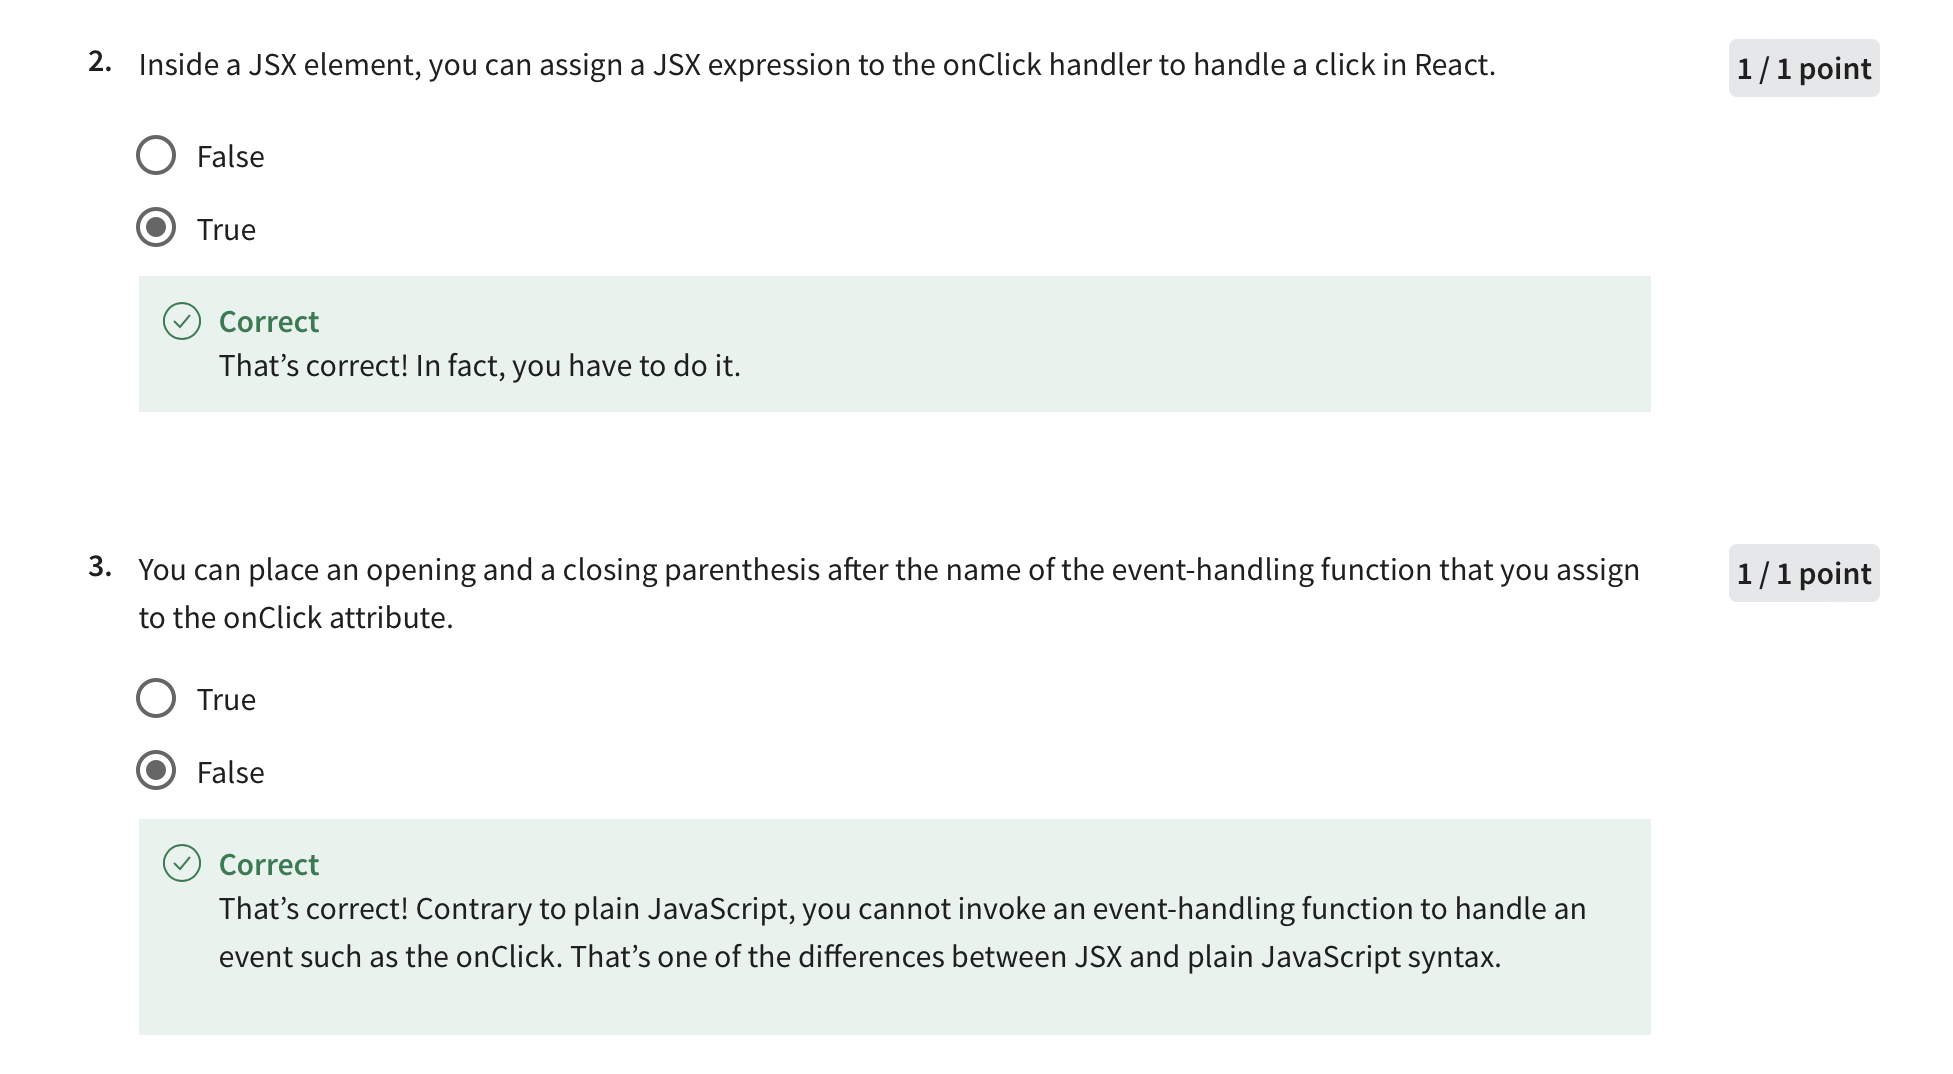 2. Inside a JSX element, you can assign a JSX expression to the onClick handler to handle a click in React.
1 / 1 point
False
True
Correct
That’s correct! In fact, you have to do it.
3. You can place an opening and a closing parenthesis after the name of the event-handling function that you assign
to the onClick attribute.
1 / 1 point
True
False
Correct
That’s correct! Contrary to plain JavaScript, you cannot invoke an event-handling function to handle an
event such as the onClick. That’s one of the differences between JSX and plain JavaScript syntax.